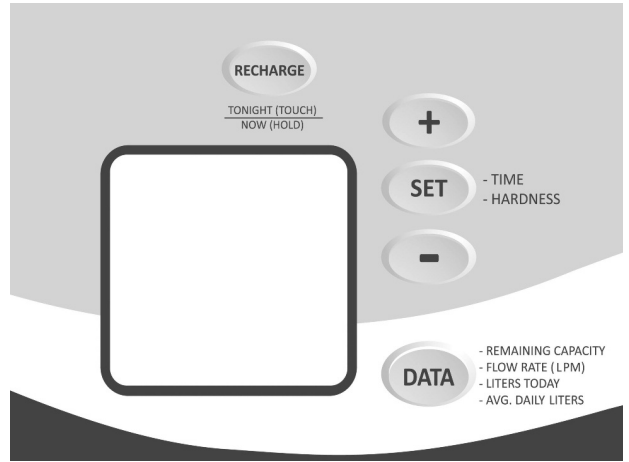 RECHARGE
TONIGHT (TOUCH)
NOW (HOLD)
+
SET
- TIME
- HARDNESS
-
DATA
- REMAINING CAPACITY
- FLOW RATE (LPM)
- LITERS TODAY
- AVG. DAILY LITERS